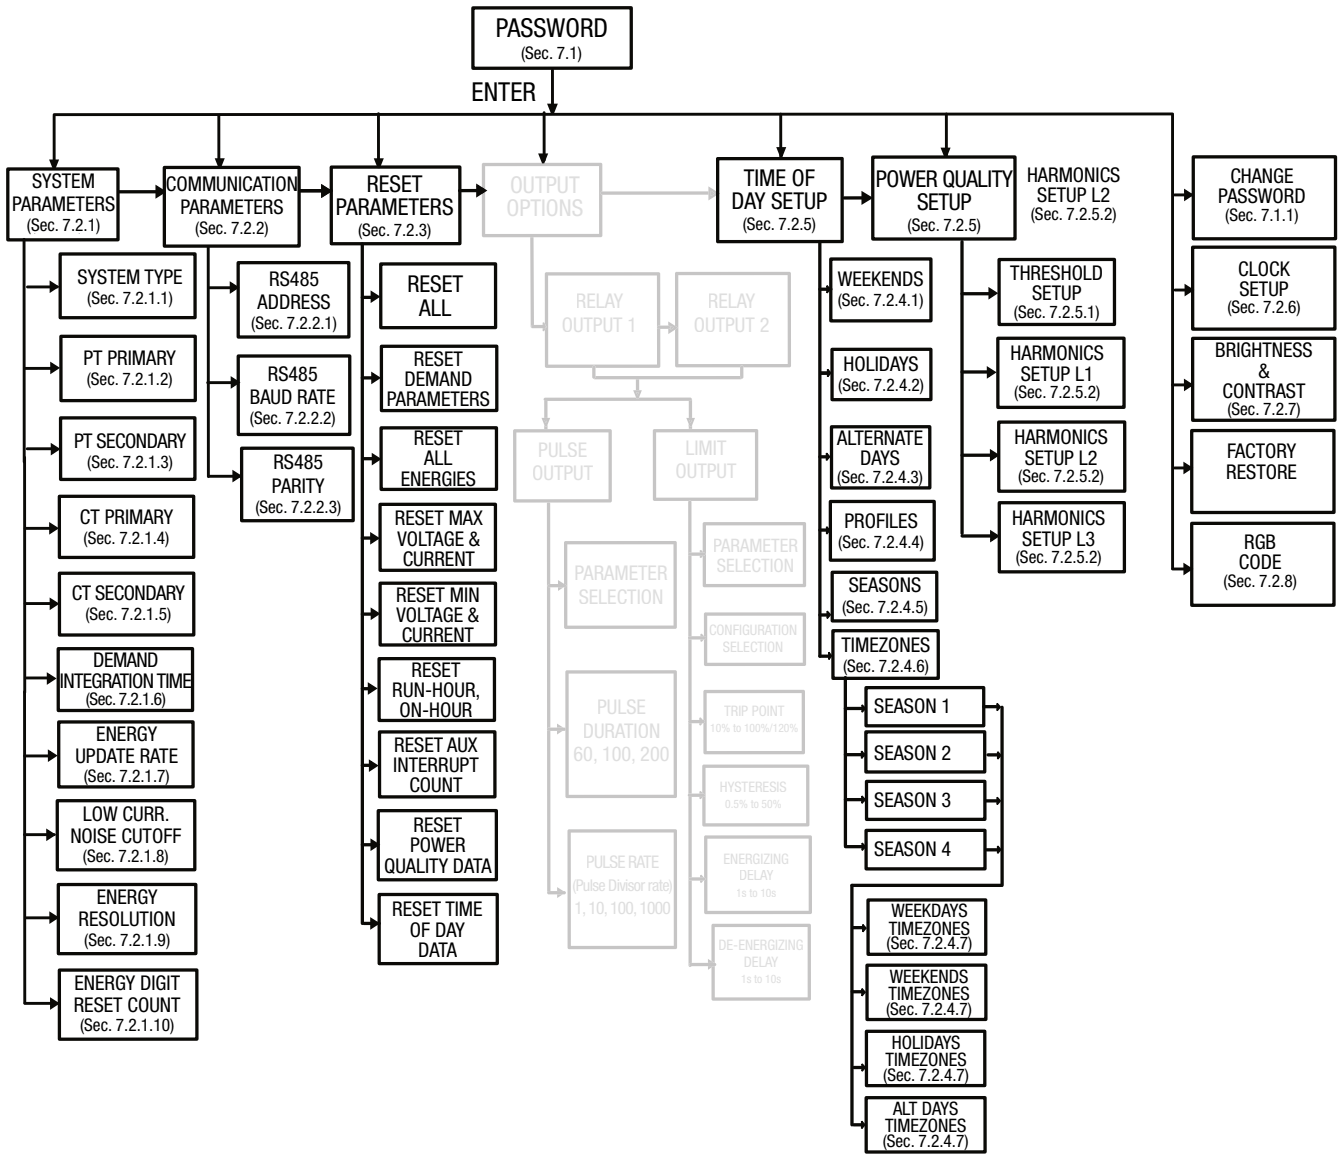 PASSWORD
(Sec. 7.1)
ENTER
SYSTEM
PARAMETERS
(Sec. 7.2.1)
COMMUNICATION
PARAMETERS
(Sec. 7.2.2)
RESET
PARAMETERS
(Sec. 7.2.3)
OUTPUT
OPTIONS
TIME OF
DAY SETUP
(Sec. 7.2.5)
POWER QUALITY
SETUP
(Sec. 7.2.5)
HARMONICS
SETUP L2
(Sec. 7.2.5.2)
CHANGE
PASSWORD
(Sec. 7.1.1)
SYSTEM TYPE
(Sec. 7.2.1.1)
PT PRIMARY
(Sec. 7.2.1.2)
PT SECONDARY
(Sec. 7.2.1.3)
CT PRIMARY
(Sec. 7.2.1.4)
CT SECONDARY
(Sec. 7.2.1.5)
DEMAND
INTEGRATION TIME
(Sec. 7.2.1.6)
ENERGY
UPDATE RATE
(Sec. 7.2.1.7)
LOW CURR.
NOISE CUTOFF
(Sec. 7.2.1.8)
ENERGY
RESOLUTION
(Sec. 7.2.1.9)
ENERGY DIGIT
RESET COUNT
(Sec. 7.2.1.10)
RS485
ADDRESS
(Sec. 7.2.2.1)
RS485
BAUD RATE
(Sec. 7.2.2.2)
RS485
PARITY
(Sec. 7.2.2.3)
RESET
ALL
RESET
DEMAND
PARAMETERS
RESET
ALL
ENERGIES
RESET MAX
VOLTAGE &
CURRENT
RESET MIN
VOLTAGE &
CURRENT
RESET
RUN-HOUR,
ON-HOUR
RESET AUX
INTERRUPT
COUNT
RESET
POWER
QUALITY DATA
RESET TIME
OF DAY
DATA
RELAY
OUTPUT 1
RELAY
OUTPUT 2
PULSE
OUTPUT
LIMIT
OUTPUT
PARAMETER
SELECTION
PULSE
DURATION
60, 100, 200
PULSE RATE
(Pulse Divisor rate)
1, 10, 100, 1000
PARAMETER
SELECTION
CONFIGURATION
SELECTION
TRIP POINT
10% to 100%/120%
HYSTERESIS
0.5% to 50%
ENERGIZING
DELAY
1s to 10s
DE-ENERGIZING
DELAY
1s to 10s
WEEKENDS
(Sec. 7.2.4.1)
HOLIDAYS
(Sec. 7.2.4.2)
ALTERNATE
DAYS
(Sec. 7.2.4.3)
PROFILES
(Sec. 7.2.4.4)
SEASONS
(Sec. 7.2.4.5)
TIMEZONES
(Sec. 7.2.4.6)
SEASON 1
SEASON 2
SEASON 3
SEASON 4
WEEKDAYS
TIMEZONES
(Sec. 7.2.4.7)
WEEKENDS
TIMEZONES
(Sec. 7.2.4.7)
HOLIDAYS
TIMEZONES
(Sec. 7.2.4.7)
ALT DAYS
TIMEZONES
(Sec. 7.2.4.7)
THRESHOLD
SETUP
(Sec. 7.2.5.1)
HARMONICS
SETUP L1
(Sec. 7.2.5.2)
HARMONICS
SETUP L2
(Sec. 7.2.5.2)
HARMONICS
SETUP L3
(Sec. 7.2.5.2)
CLOCK
SETUP
(Sec. 7.2.6)
BRIGHTNESS
&
CONTRAST
(Sec. 7.2.7)
FACTORY
RESTORE
RGB
CODE
(Sec. 7.2.8)